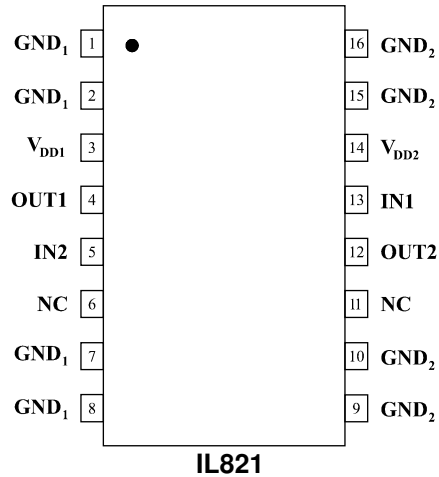 GND1 1 16 GND2
GND1 2 15 GND2
VDD1 3 14 VDD2
OUT1 4 13 IN1
IN2 5 12 OUT2
NC 6 11 NC
GND1 7 10 GND2
GND1 8 9 GND2
IL821